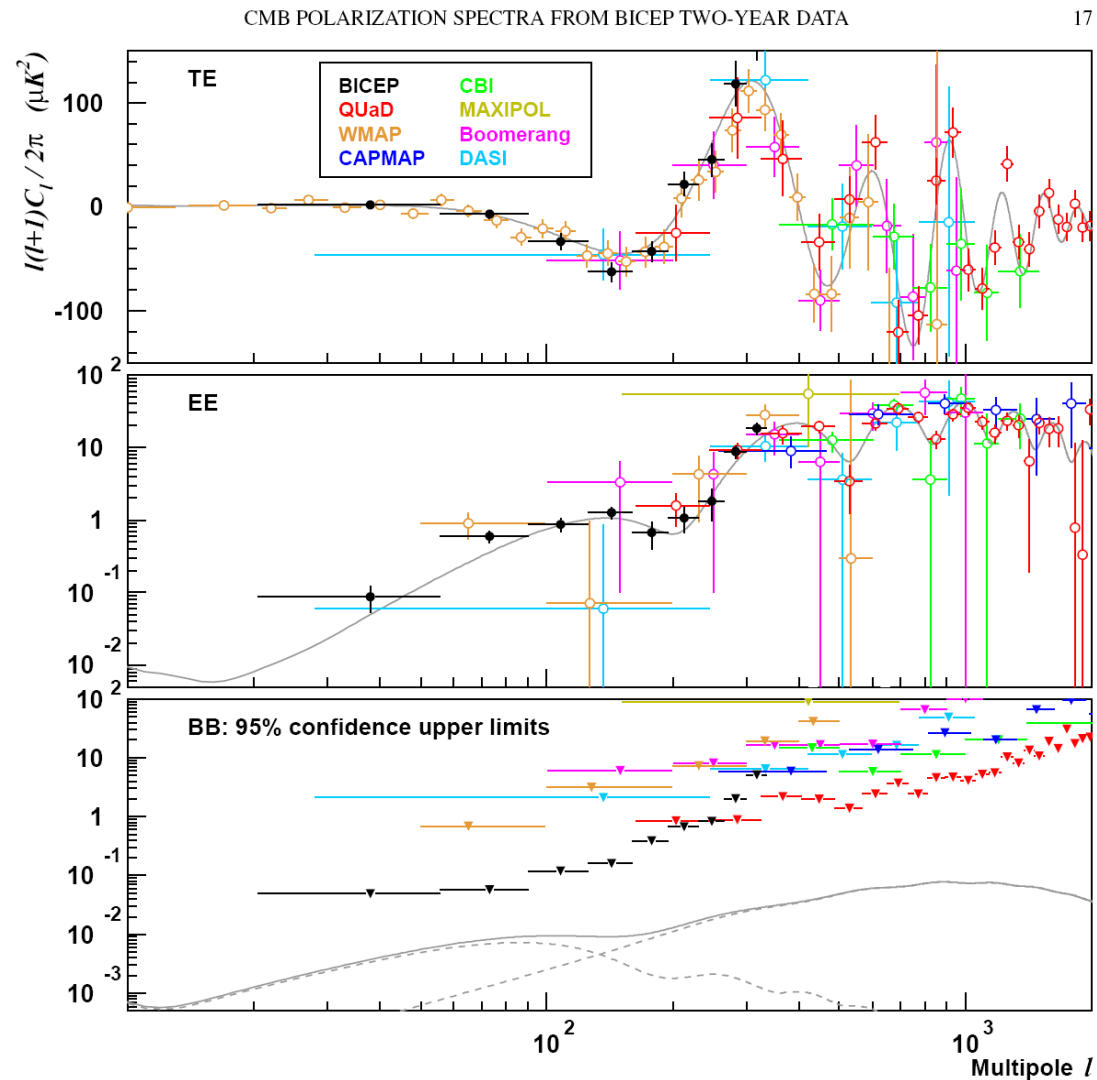 CMB POLARIZATION SPECTRA FROM BICEP TWO-YEAR DATA 17
l(l+1)C_l / 2π (μK²)
TE
BICEP CBI
QUaD MAXIPOL
WMAP Boomerang
CAPMAP DASI
100
0
-100
10²
EE
10
1
10⁻¹
10⁻²
10²
BB: 95% confidence upper limits
10
1
10⁻¹
10⁻²
10⁻³
10² 10³
Multipole l